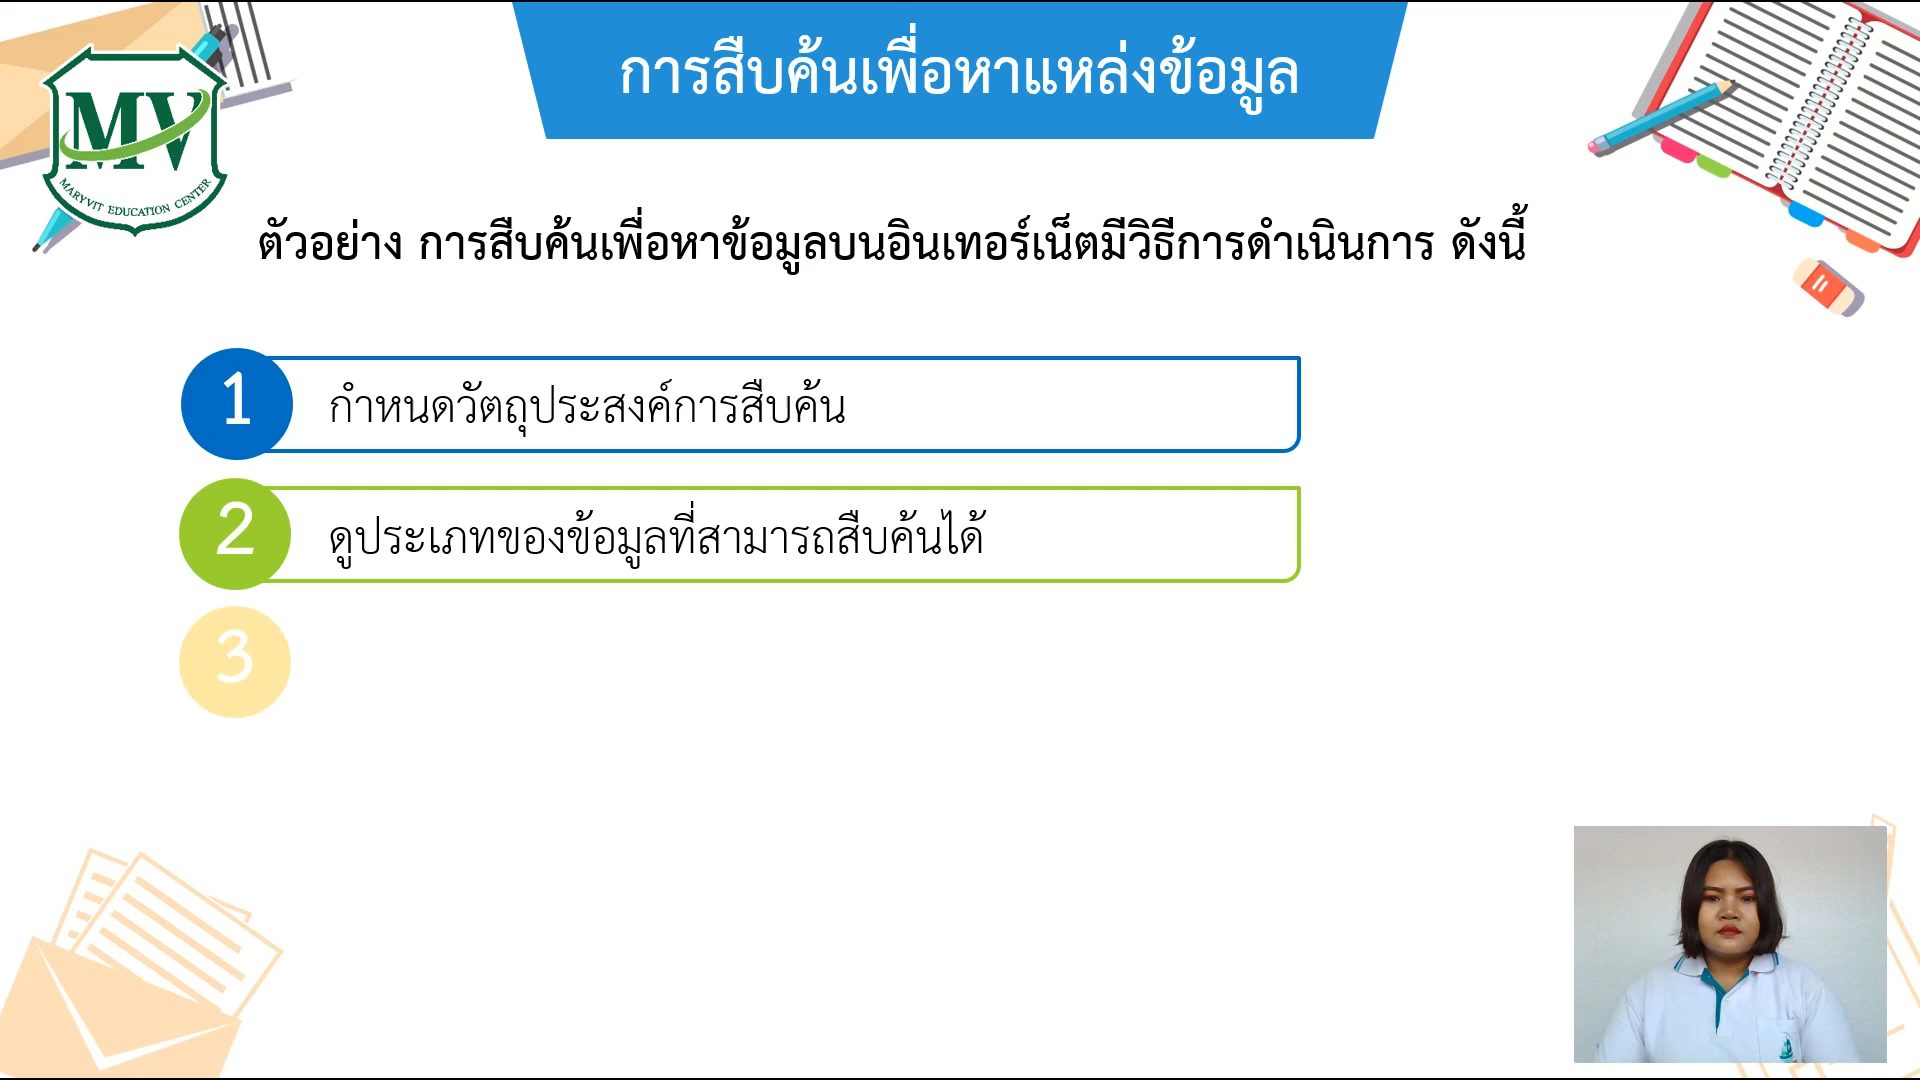 การสืบค้นเพื่อหาแหล่งข้อมูล
MV
MARYVIT EDUCATION CENTER
ตัวอย่าง การสืบค้นเพื่อหาข้อมูลบนอินเทอร์เน็ตมีวิธีการดำเนินการ ดังนี้
1 กำหนดวัตถุประสงค์การสืบค้น
2 ดูประเภทของข้อมูลที่สามารถสืบค้นได้
3